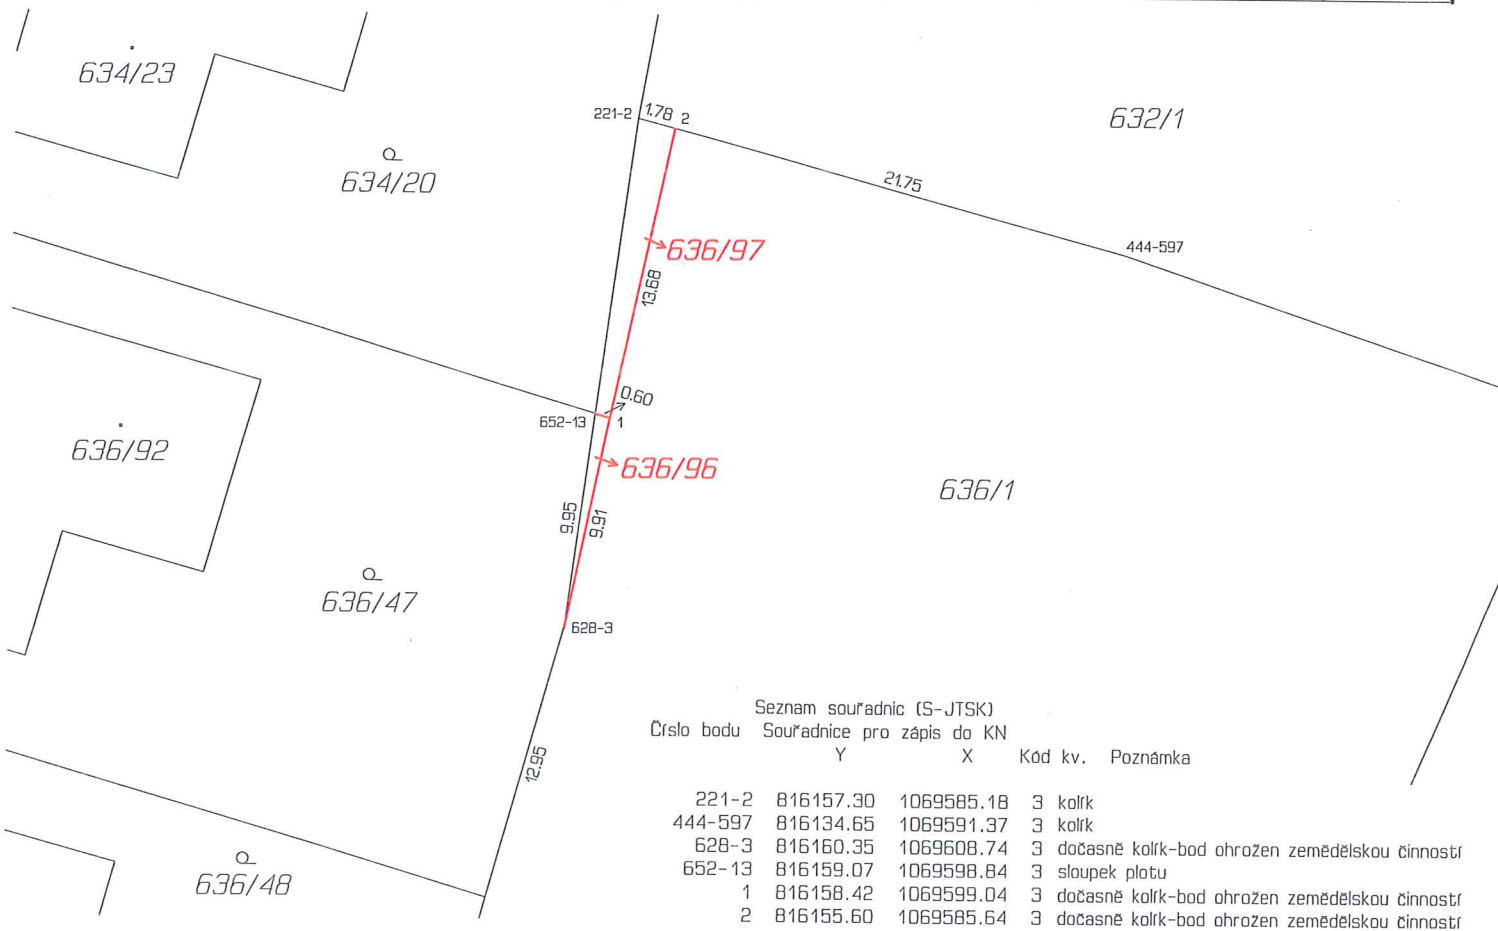 634/23
221-2 1.78 2
632/1
634/20
21.75
636/97
444-597
13.68
0.60
652-13 1
636/92
636/96
636/1
9.95
9.91
636/47
628-3
12.95
636/48
Seznam souřadnic (S-JTSK)
Číslo bodu Souřadnice pro zápis do KN
Y X Kód kv. Poznámka
221-2 816157.30 1069585.18 3 kolík
444-597 816134.65 1069591.37 3 kolík
628-3 816160.35 1069608.74 3 dočasně kolík-bod ohrožen zemědělskou činností
652-13 816159.07 1069598.84 3 sloupek plotu
1 816158.42 1069599.04 3 dočasně kolík-bod ohrožen zemědělskou činností
2 816155.60 1069585.64 3 dočasně kolík-bod ohrožen zemědělskou činností